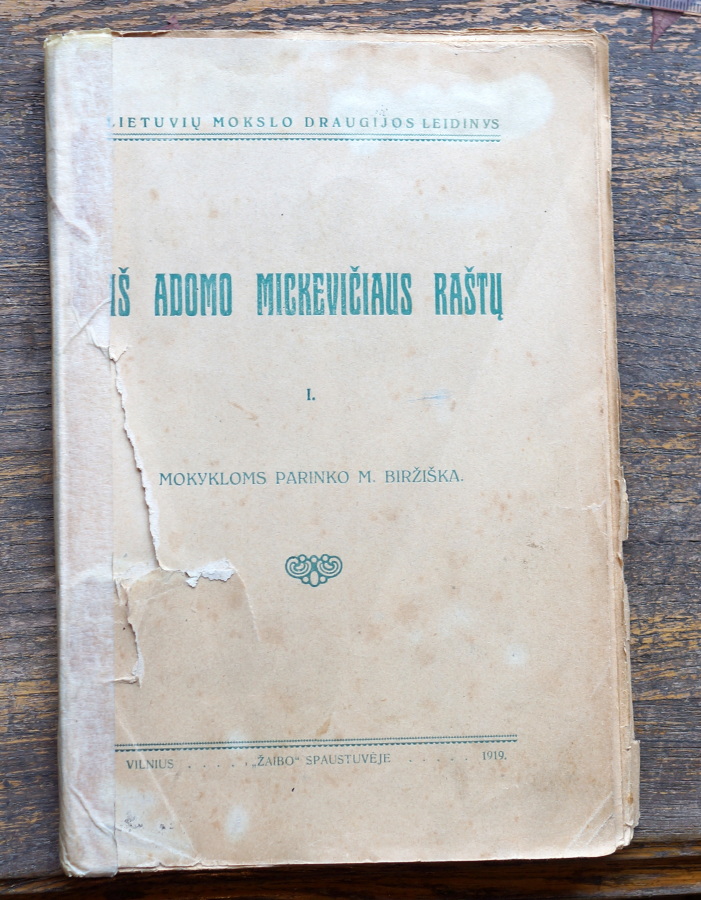 LIETUVIŲ MOKSLO DRAUGIJOS LEIDINYS
IŠ ADOMO MICKEVIČIAUS RAŠTŲ
I.
MOKYKLOMS PARINKO M. BIRŽIŠKA.
VILNIUS . . . . . „ŽAIBO“ SPAUSTUVĖJE . . . . . 1919.